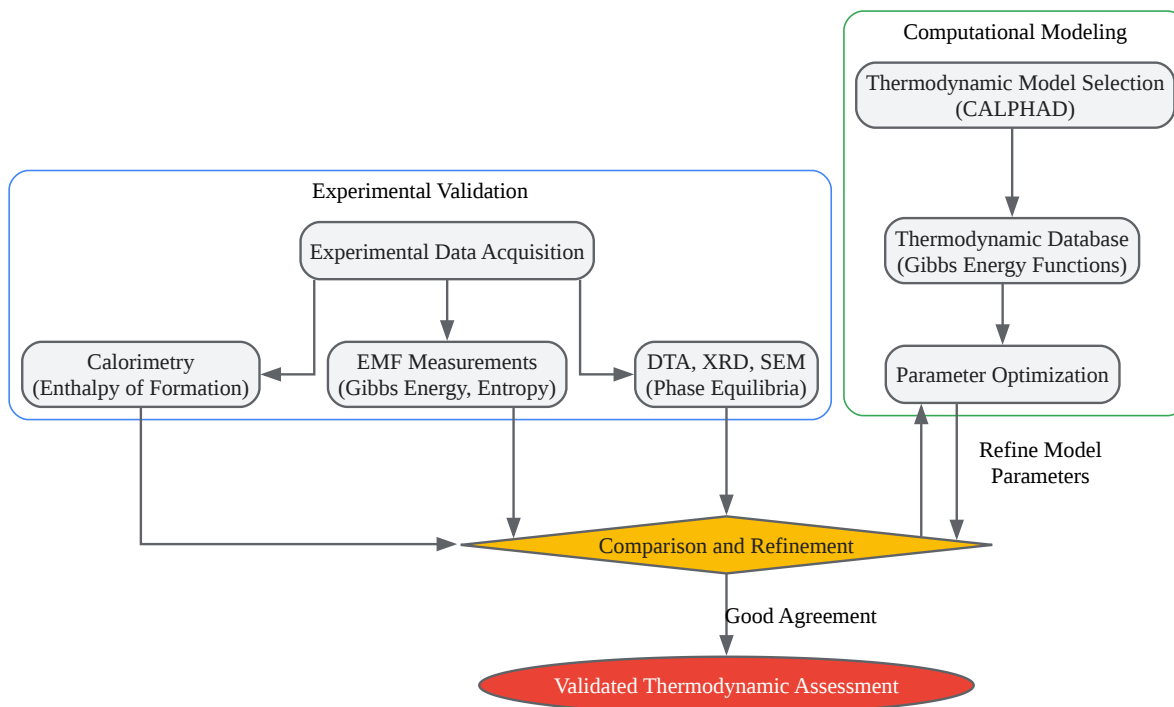 Computational Modeling
Thermodynamic Model Selection
(CALPHAD)
Experimental Validation
Experimental Data Acquisition
Thermodynamic Database
(Gibbs Energy Functions)
Calorimetry
(Enthalpy of Formation)
EMF Measurements
(Gibbs Energy, Entropy)
DTA, XRD, SEM
(Phase Equilibria)
Parameter Optimization
Refine Model
Parameters
Comparison and Refinement
Good Agreement
Validated Thermodynamic Assessment